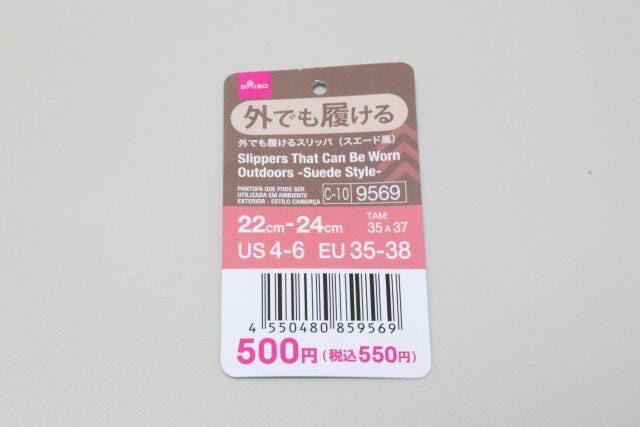 DAISO
外でも履ける
外でも履けるスリッパ（スエード風）
Slippers That Can Be Worn
Outdoors -Suede Style-
PANTUFA QUE PODE SER
UTILIZADA EM AMBIENTE
EXTERIOR - ESTILO CAMURÇA
C-10 9569
22cm-24cm
TAM:
35 A 37
US 4-6 EU 35-38
4 550480 859569
500円(税込550円)